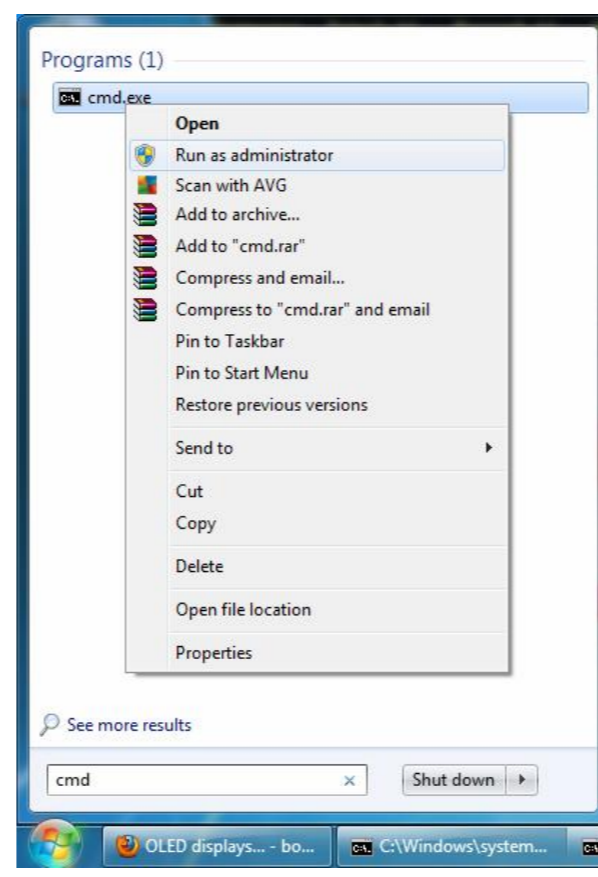 Programs (1)
cmd.exe
Open
Run as administrator
Scan with AVG
Add to archive...
Add to "cmd.rar"
Compress and email...
Compress to "cmd.rar" and email
Pin to Taskbar
Pin to Start Menu
Restore previous versions
Send to
Cut
Copy
Delete
Open file location
Properties
See more results
cmd
Shut down
OLED displays... - bo...
C:\Windows\system...